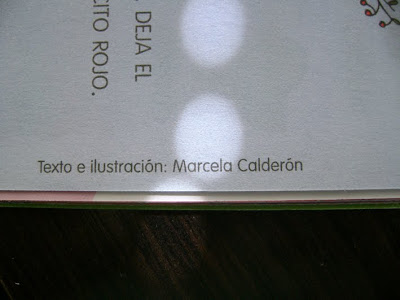 , DEJA EL
CITO ROJO.
Texto e ilustración: Marcela Calderón